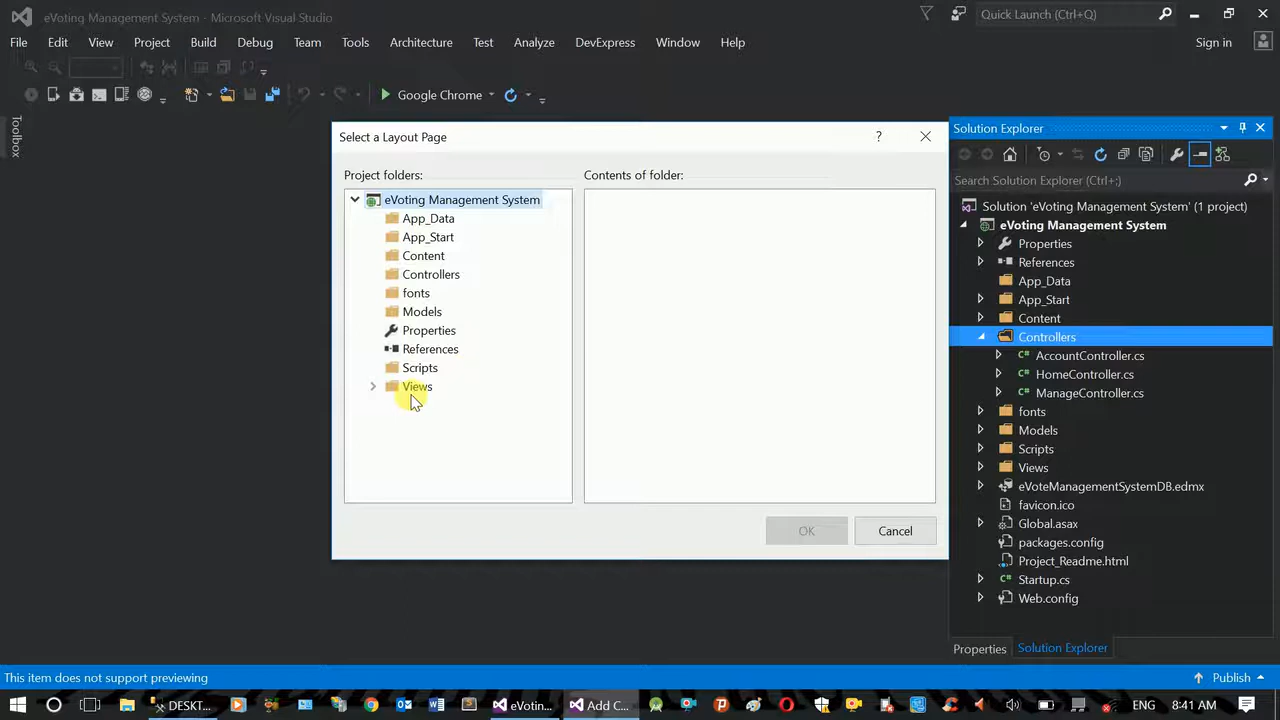 eVoting Management System - Microsoft Visual Studio
Quick Launch (Ctrl+Q)
File Edit View Project Build Debug Team Tools Architecture Test Analyze DevExpress Window Help
Sign in
Google Chrome
Toolbox
Select a Layout Page
?
Project folders:
eVoting Management System
App_Data
App_Start
Content
Controllers
fonts
Models
Properties
References
Scripts
Views
Contents of folder:
OK
Cancel
Solution Explorer
Search Solution Explorer (Ctrl+;)
Solution 'eVoting Management System' (1 project)
eVoting Management System
Properties
References
App_Data
App_Start
Content
Controllers
C# AccountController.cs
C# HomeController.cs
C# ManageController.cs
fonts
Models
Scripts
Views
eVoteManagementSystemDB.edmx
favicon.ico
Global.asax
packages.config
Project_Readme.html
C# Startup.cs
Web.config
Properties
Solution Explorer
This item does not support previewing
Publish
DESKT...
eVotin...
Add C...
8:41 AM